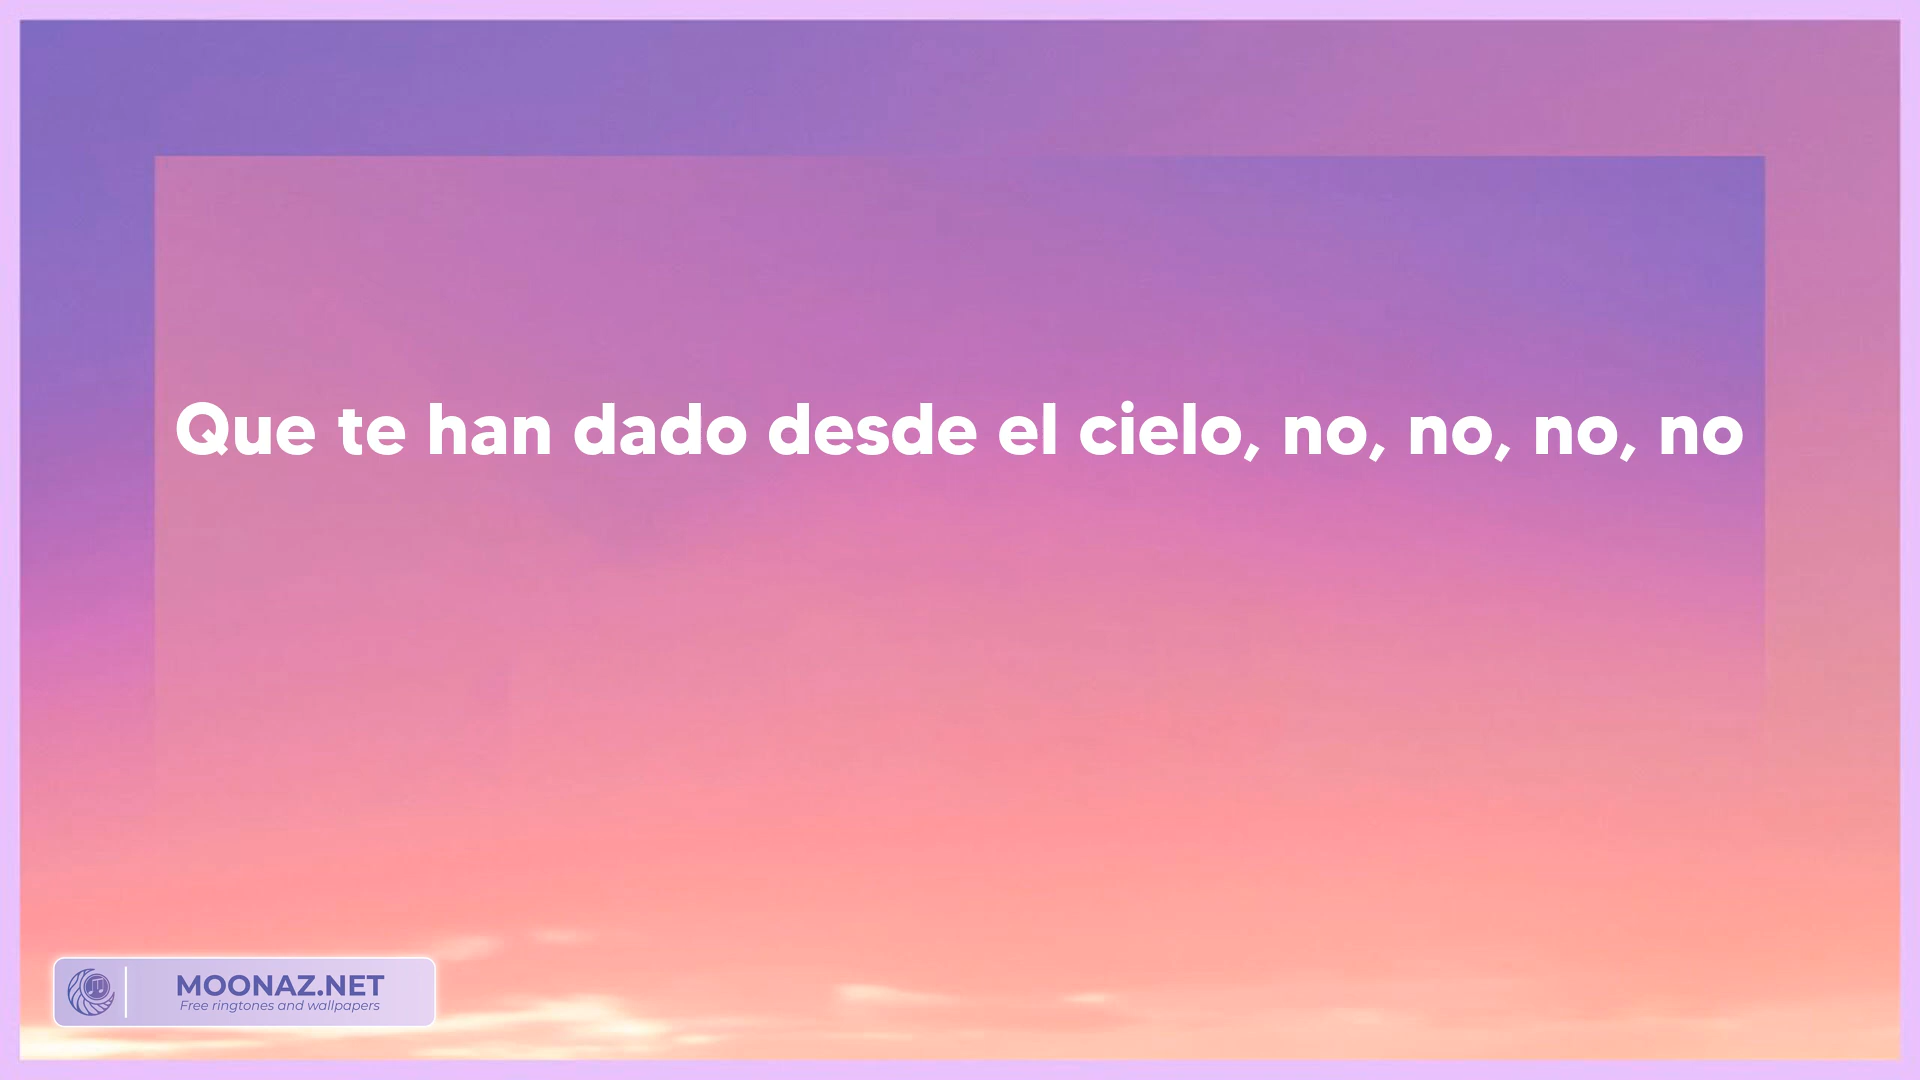 Que te han dado desde el cielo, no, no, no, no
MOONAZ.NET
Free ringtones and wallpapers